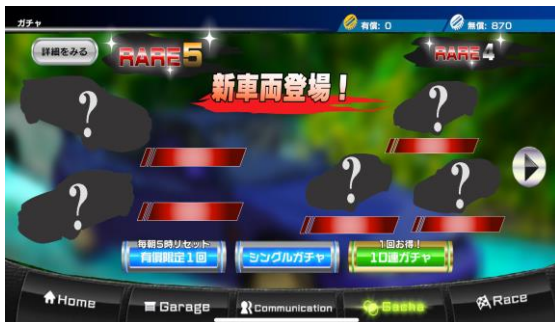 ガチャ
有償: 0
無償: 870
詳細をみる
RARE5
RARE4
新車両登場！
?
?
?
?
?
毎朝5時リセット
有償限定1回
シングルガチャ
1回お得！
10連ガチャ
Home
Garage
Communication
Gacha
Race